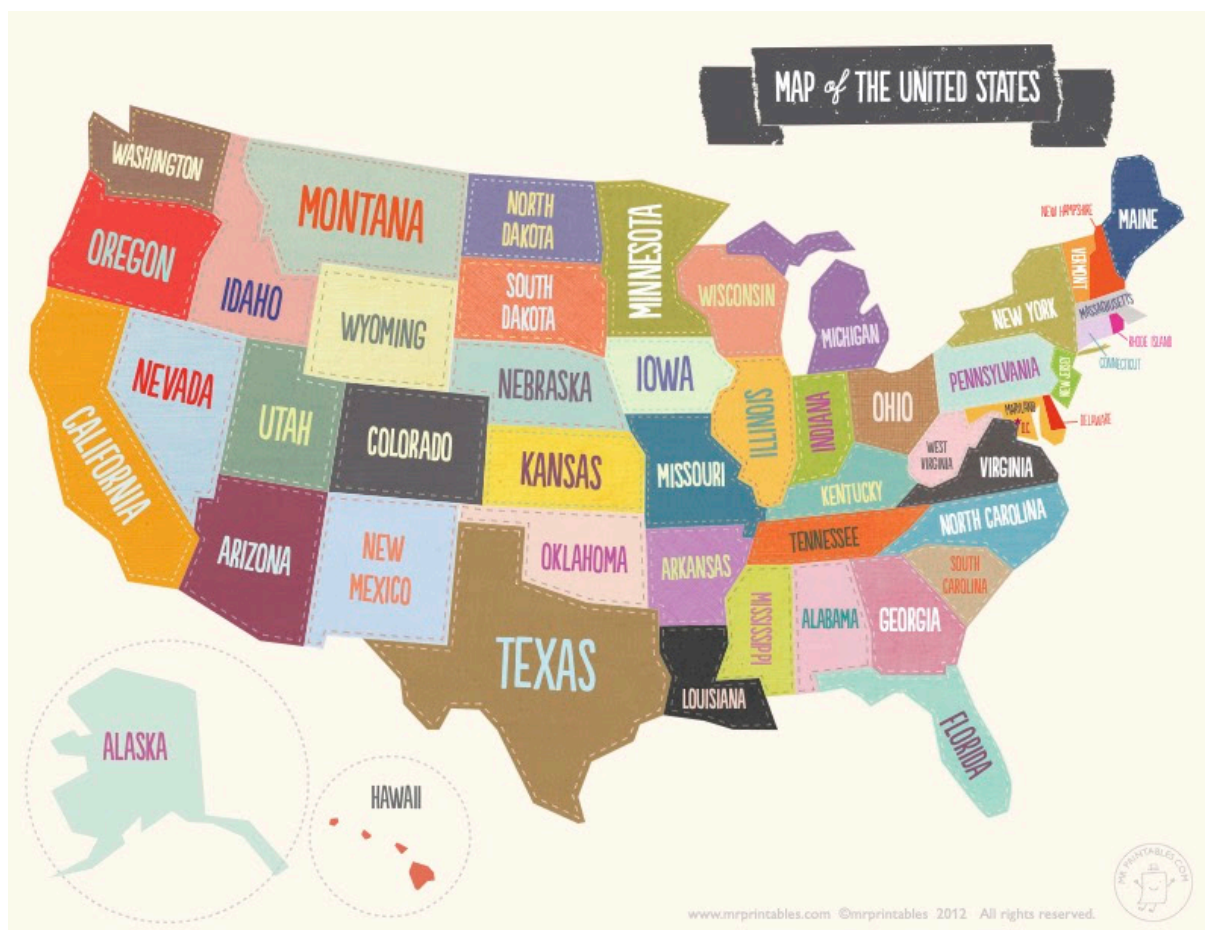 MAP of THE UNITED STATES
WASHINGTON
MONTANA
NORTH
DAKOTA
MINNESOTA
NEW HAMPSHIRE
MAINE
OREGON
IDAHO
SOUTH
DAKOTA
WISCONSIN
VERMONT
WYOMING
MICHIGAN
NEW YORK
MASSACHUSETTS
RHODE ISLAND
CONNECTICUT
NEVADA
NEBRASKA
IOWA
PENNSYLVANIA
NEW JERSEY
UTAH
COLORADO
ILLINOIS
INDIANA
OHIO
MARYLAND
D.C
DELAWARE
CALIFORNIA
KANSAS
MISSOURI
WEST
VIRGINIA
VIRGINIA
KENTUCKY
ARIZONA
NEW
MEXICO
OKLAHOMA
ARKANSAS
TENNESSEE
NORTH CAROLINA
SOUTH
CAROLINA
TEXAS
MISSISSIPPI
ALABAMA
GEORGIA
LOUISIANA
FLORIDA
ALASKA
HAWAII
MR PRINTABLES.COM
www.mrprintables.com ©mrprintables 2012 All rights reserved.